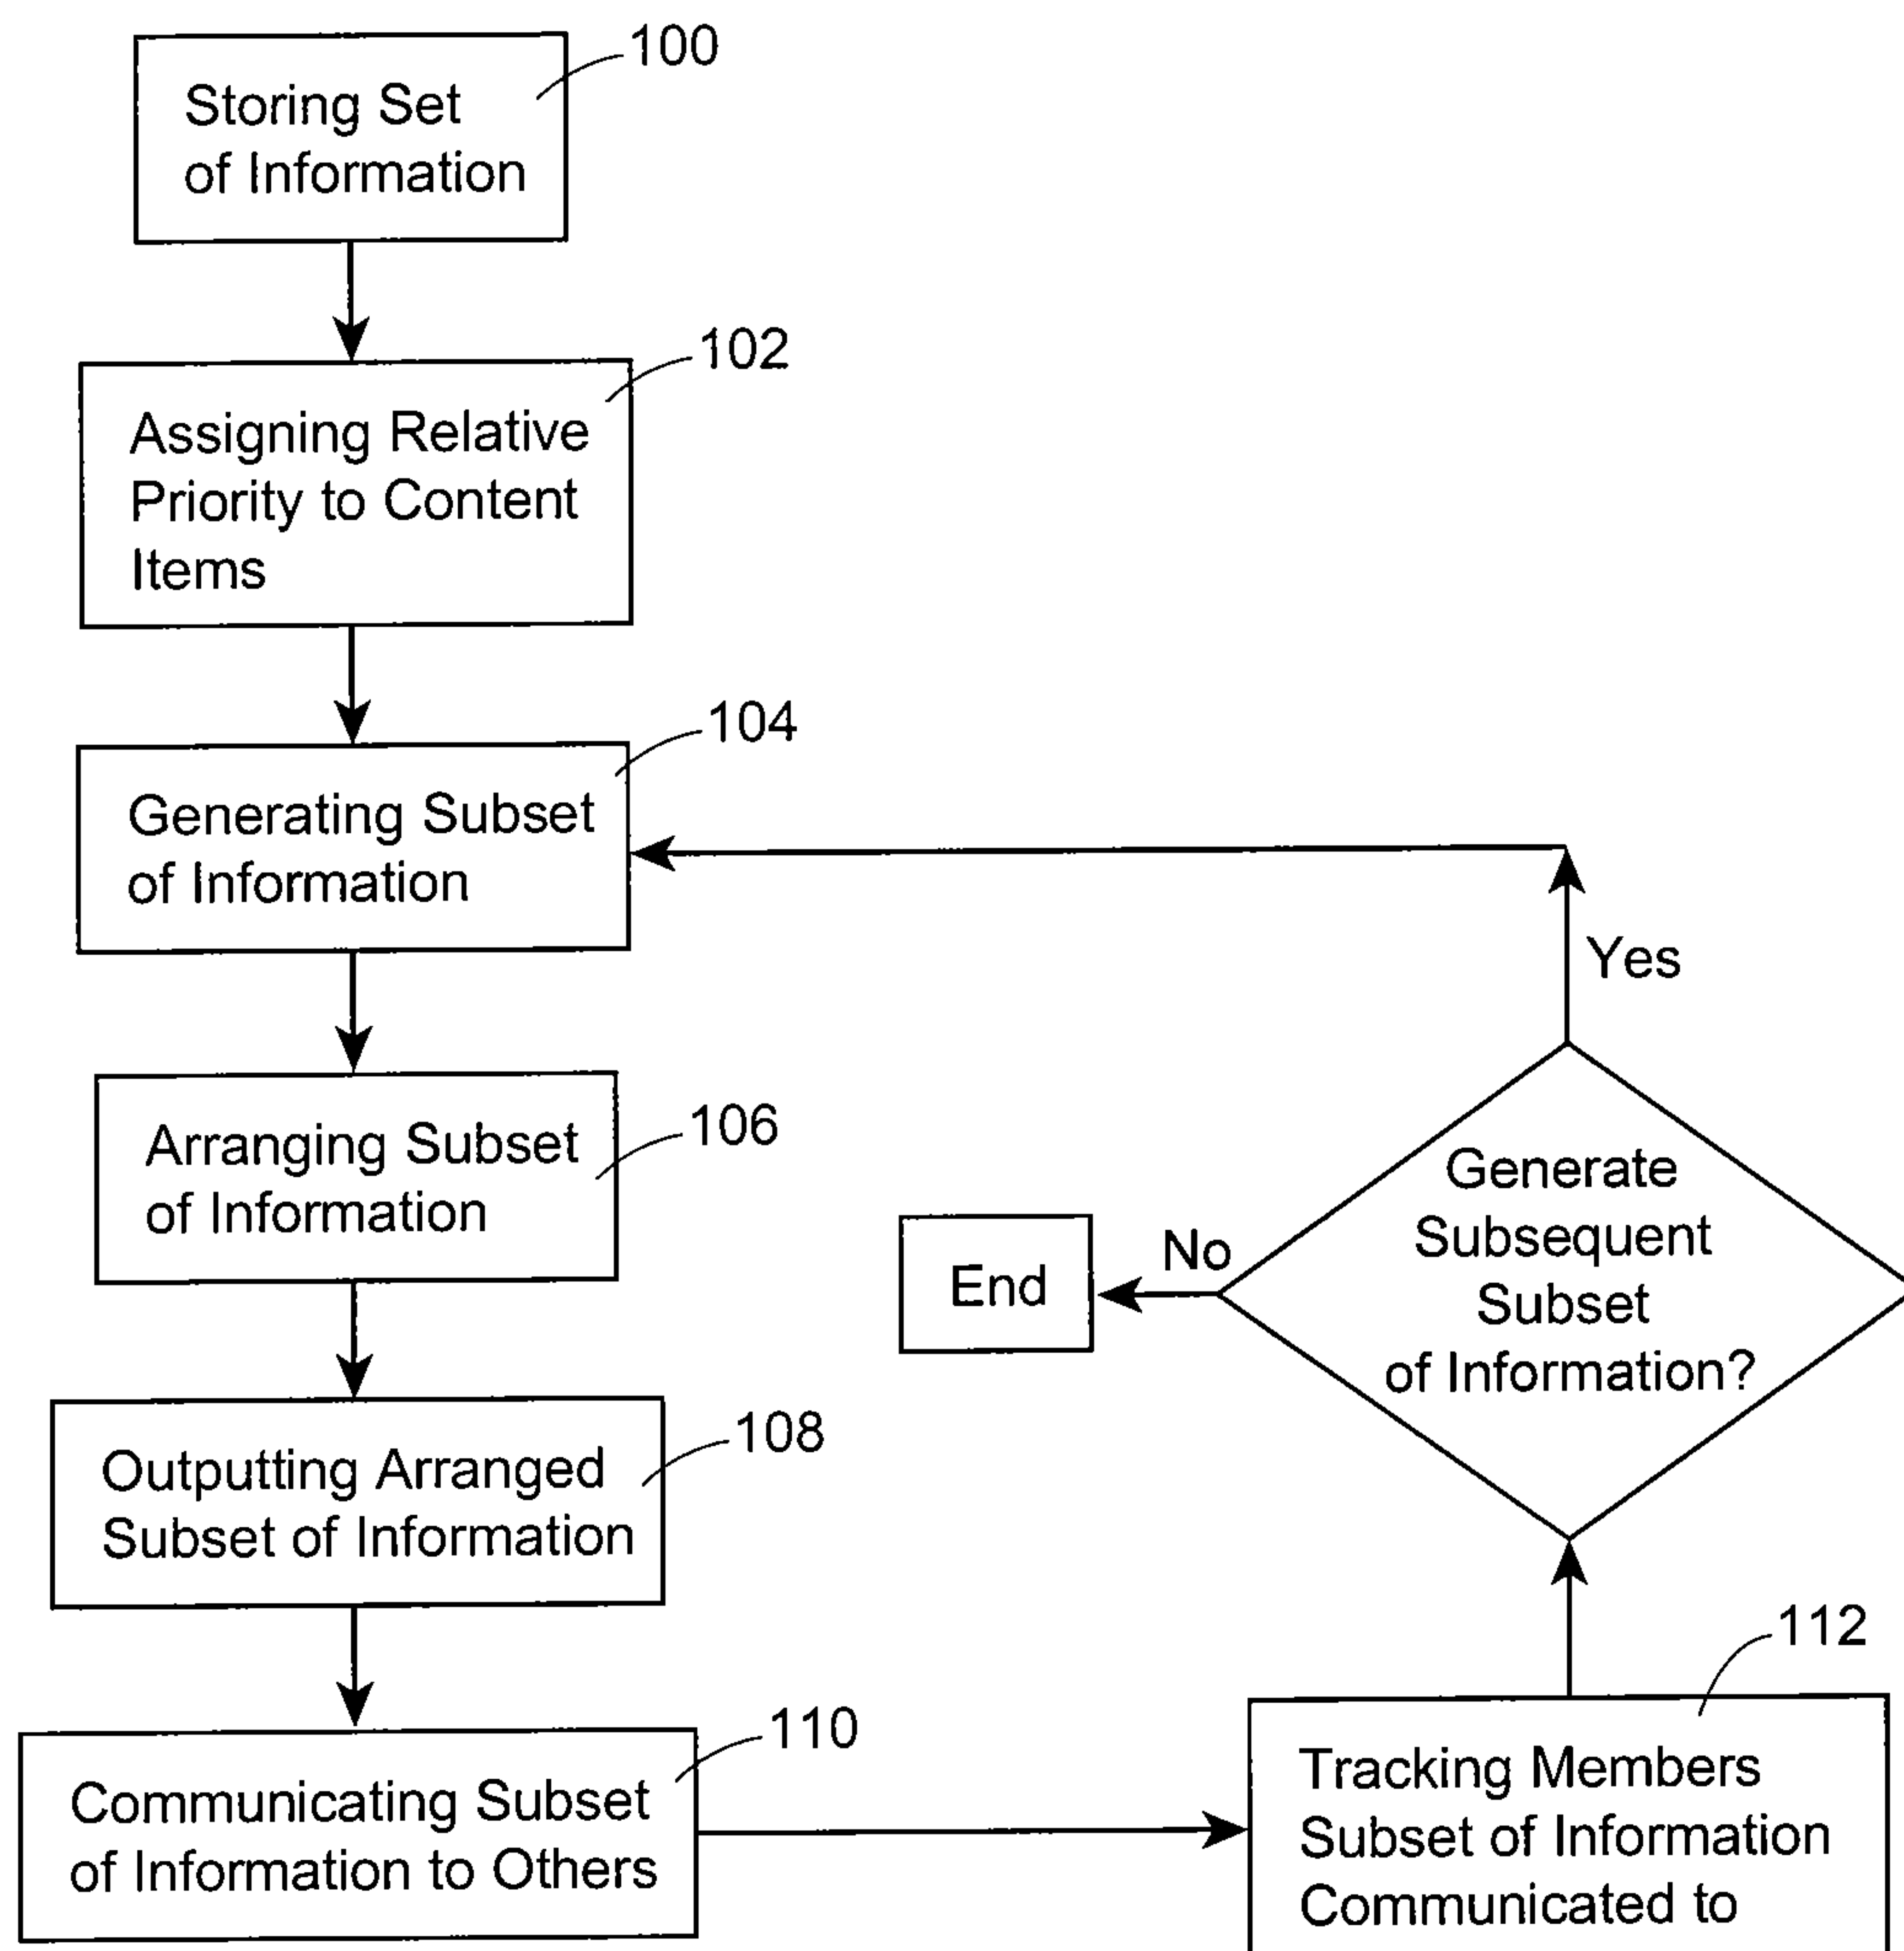 100
Storing Set
of Information
102
Assigning Relative
Priority to Content
Items
104
Generating Subset
of Information
Yes
106
Arranging Subset
of Information
Generate
Subsequent
Subset
of Information?
No
End
108
Outputting Arranged
Subset of Information
110
Communicating Subset
of Information to Others
112
Tracking Members
Subset of Information
Communicated to